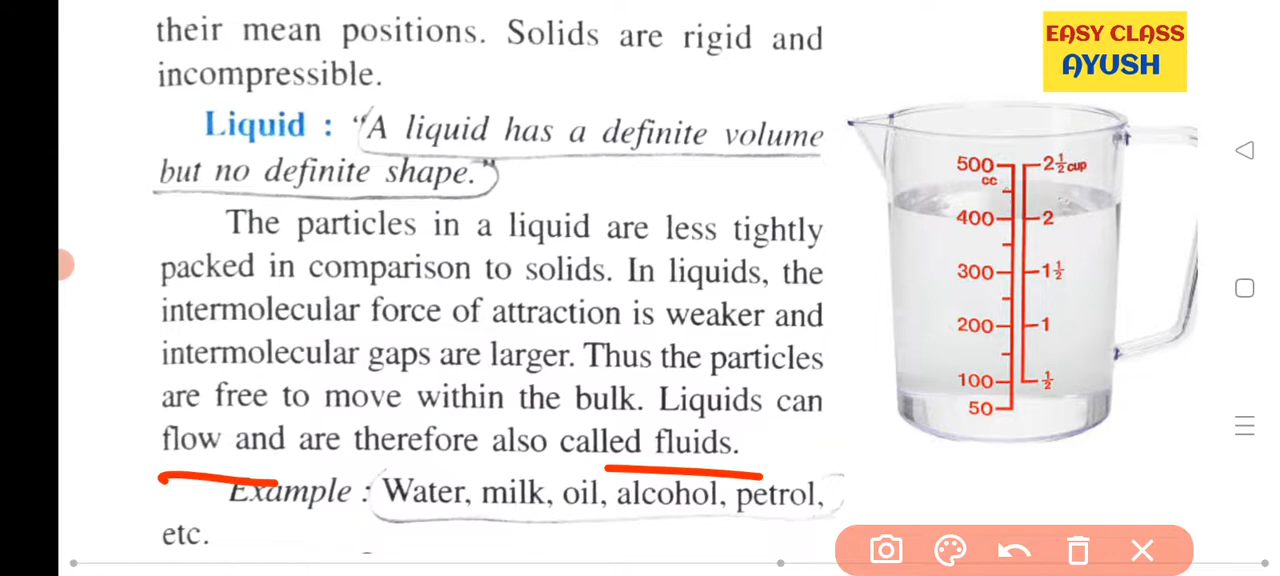 their mean positions. Solids are rigid and
incompressible.
Liquid : "A liquid has a definite volume
but no definite shape."
The particles in a liquid are less tightly
packed in comparison to solids. In liquids, the
intermolecular force of attraction is weaker and
intermolecular gaps are larger. Thus the particles
are free to move within the bulk. Liquids can
flow and are therefore also called fluids.
Example : Water, milk, oil, alcohol, petrol,
etc.
EASY CLASS
AYUSH
500 2½ cup
cc
400 2
300 1½
200 1
100 ½
50